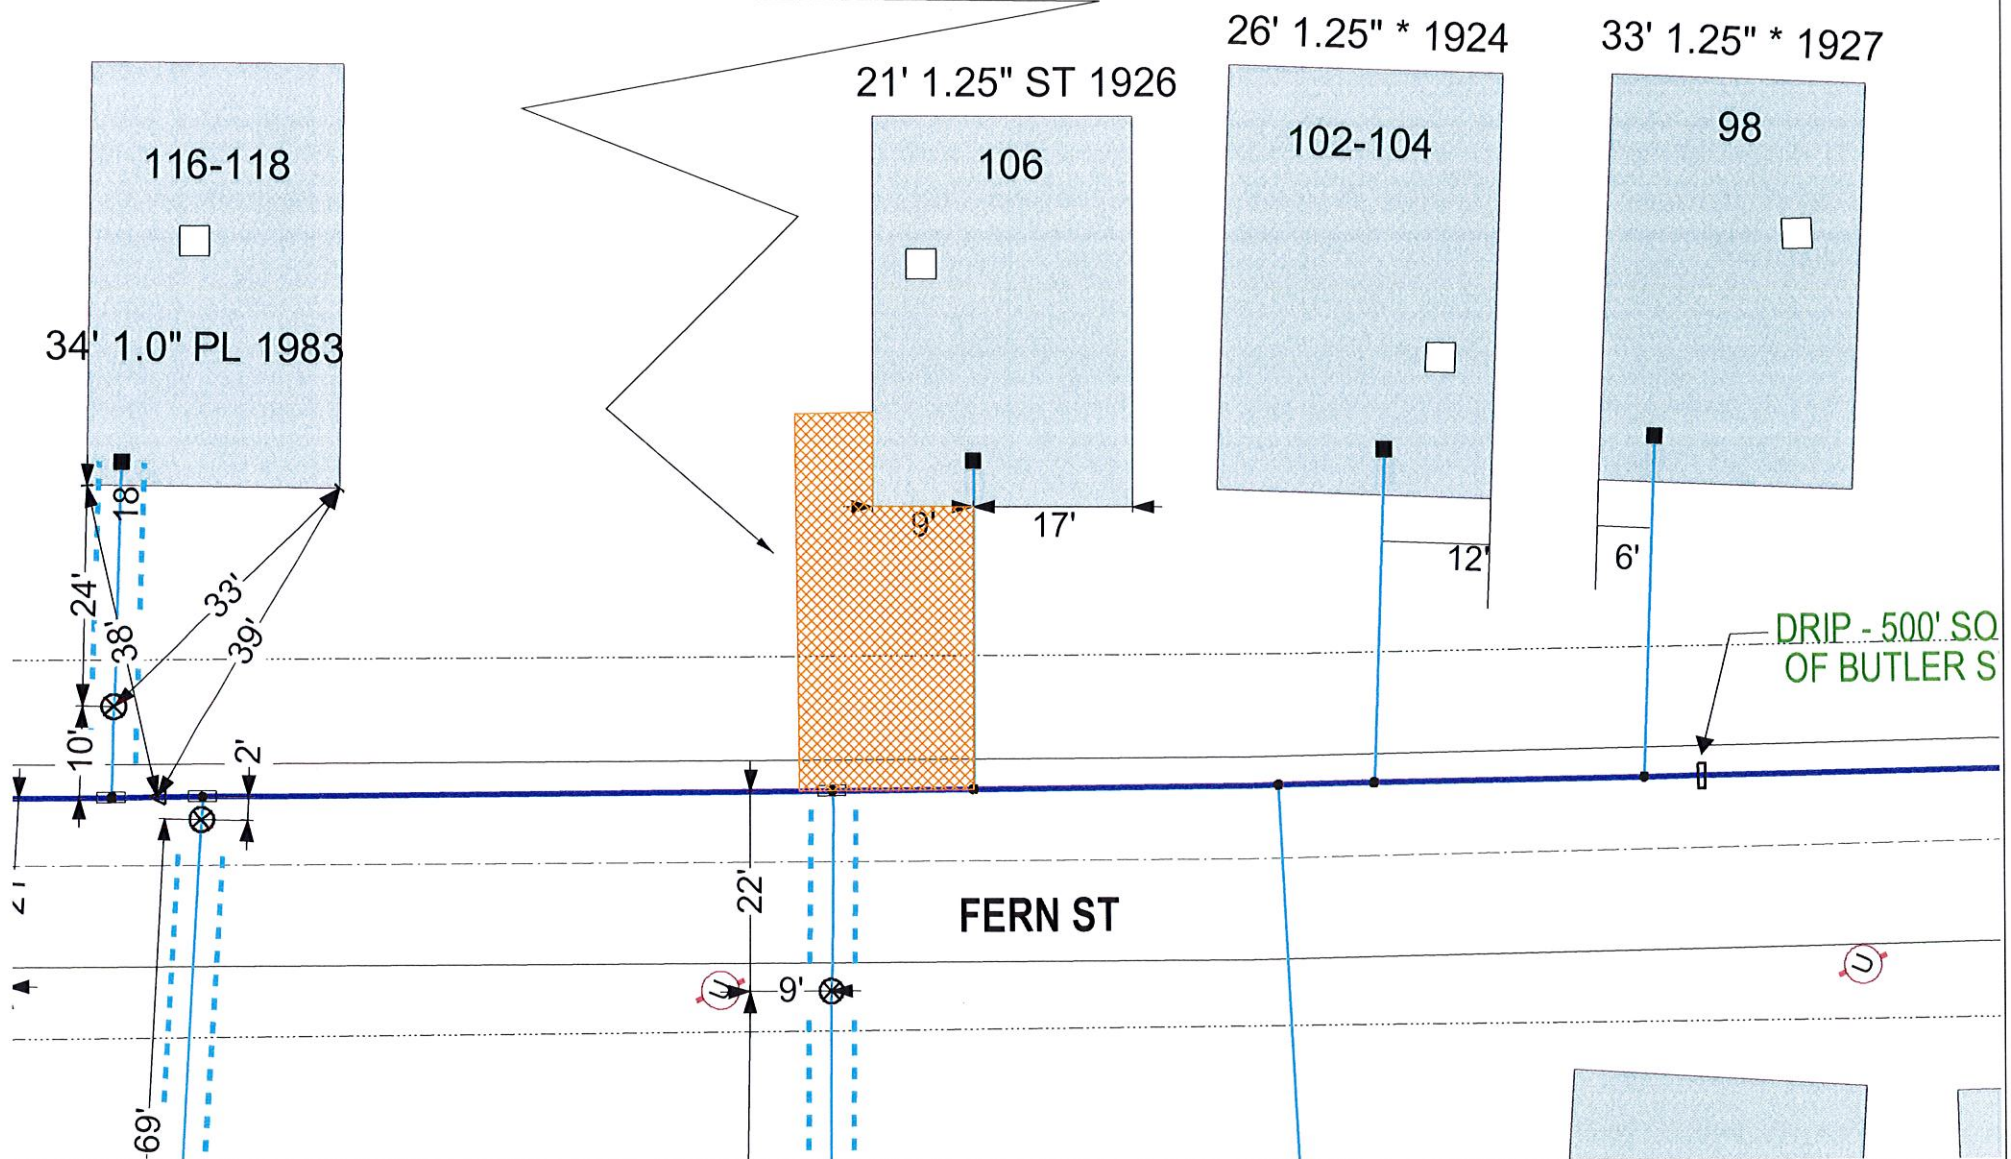 26' 1.25" * 1924
33' 1.25" * 1927
21' 1.25" ST 1926
116-118
106
102-104
98
34' 1.0" PL 1983
18
9'
17'
12'
6'
24'
33'
38'
39'
DRIP - 500' SO
OF BUTLER S
10'
2'
22'
FERN ST
U
9'
U
69'